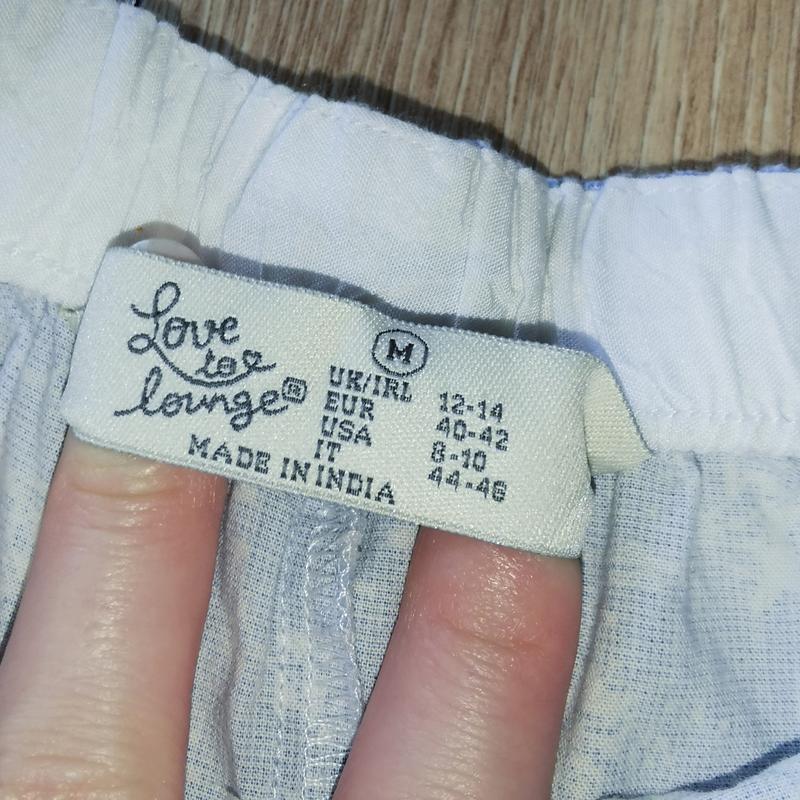 Love
to
lounge®
M
UK/IRL 12-14
EUR 40-42
USA 8-10
IT 44-46
MADE IN INDIA